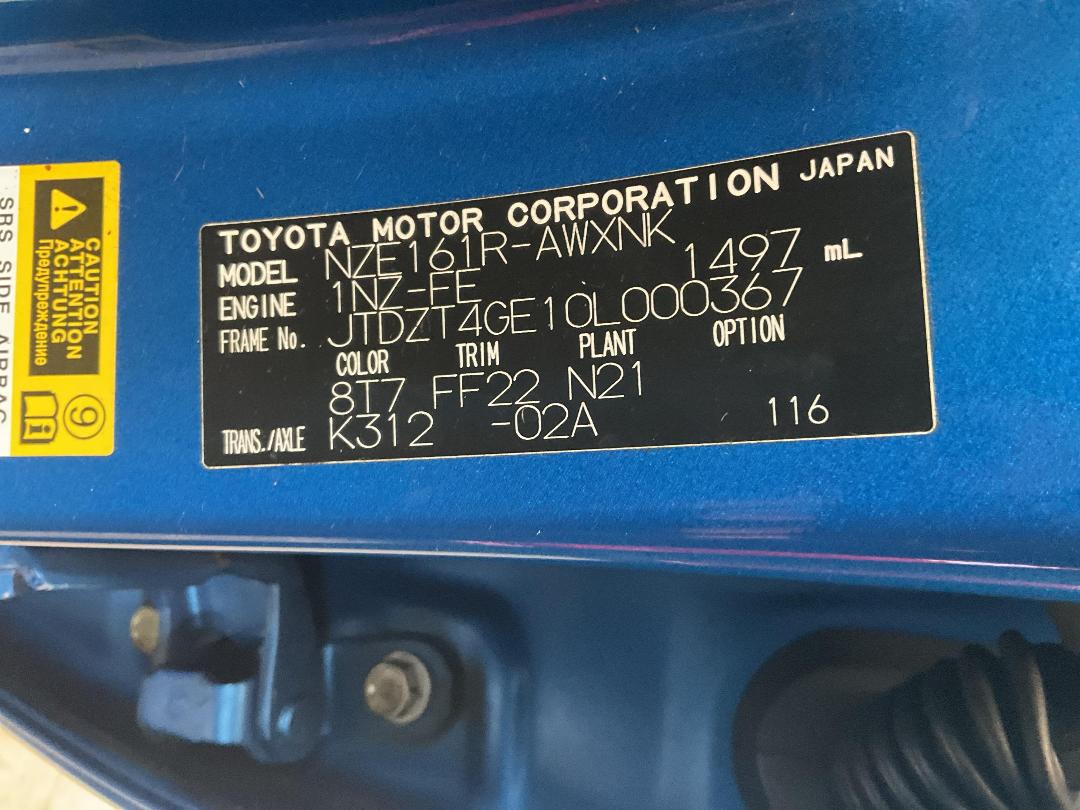 TOYOTA MOTOR CORPORATION JAPAN
MODEL NZE161R-AWXNK
ENGINE 1NZ-FE 1497 mL
FRAME No. JTDZT4GE10L000367
COLOR TRIM PLANT OPTION
8T7 FF22 N21
TRANS./AXLE K312 -02A 116
CAUTION
ATTENTION
ACHTUNG
Предупреждение
9
i
SRS SIDE AIRBAG